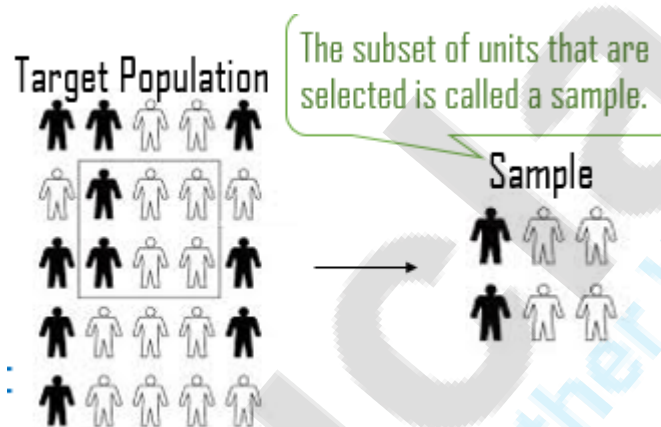 The subset of units that are
selected is called a sample.
Target Population
Sample